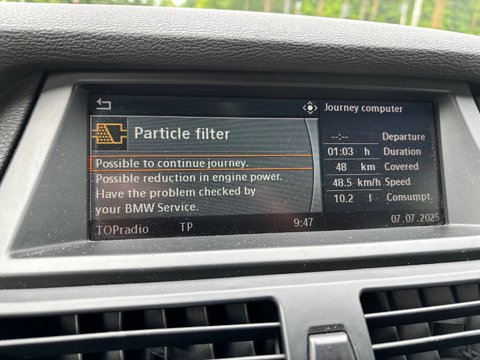 Particle filter
Possible to continue journey.
Possible reduction in engine power.
Have the problem checked by
your BMW Service.
Journey computer
--:-- Departure
01:03 h Duration
48 km Covered
48.5 km/h Speed
10.2 l Consumpt.
TOPradio TP 9:47 07.07.2025